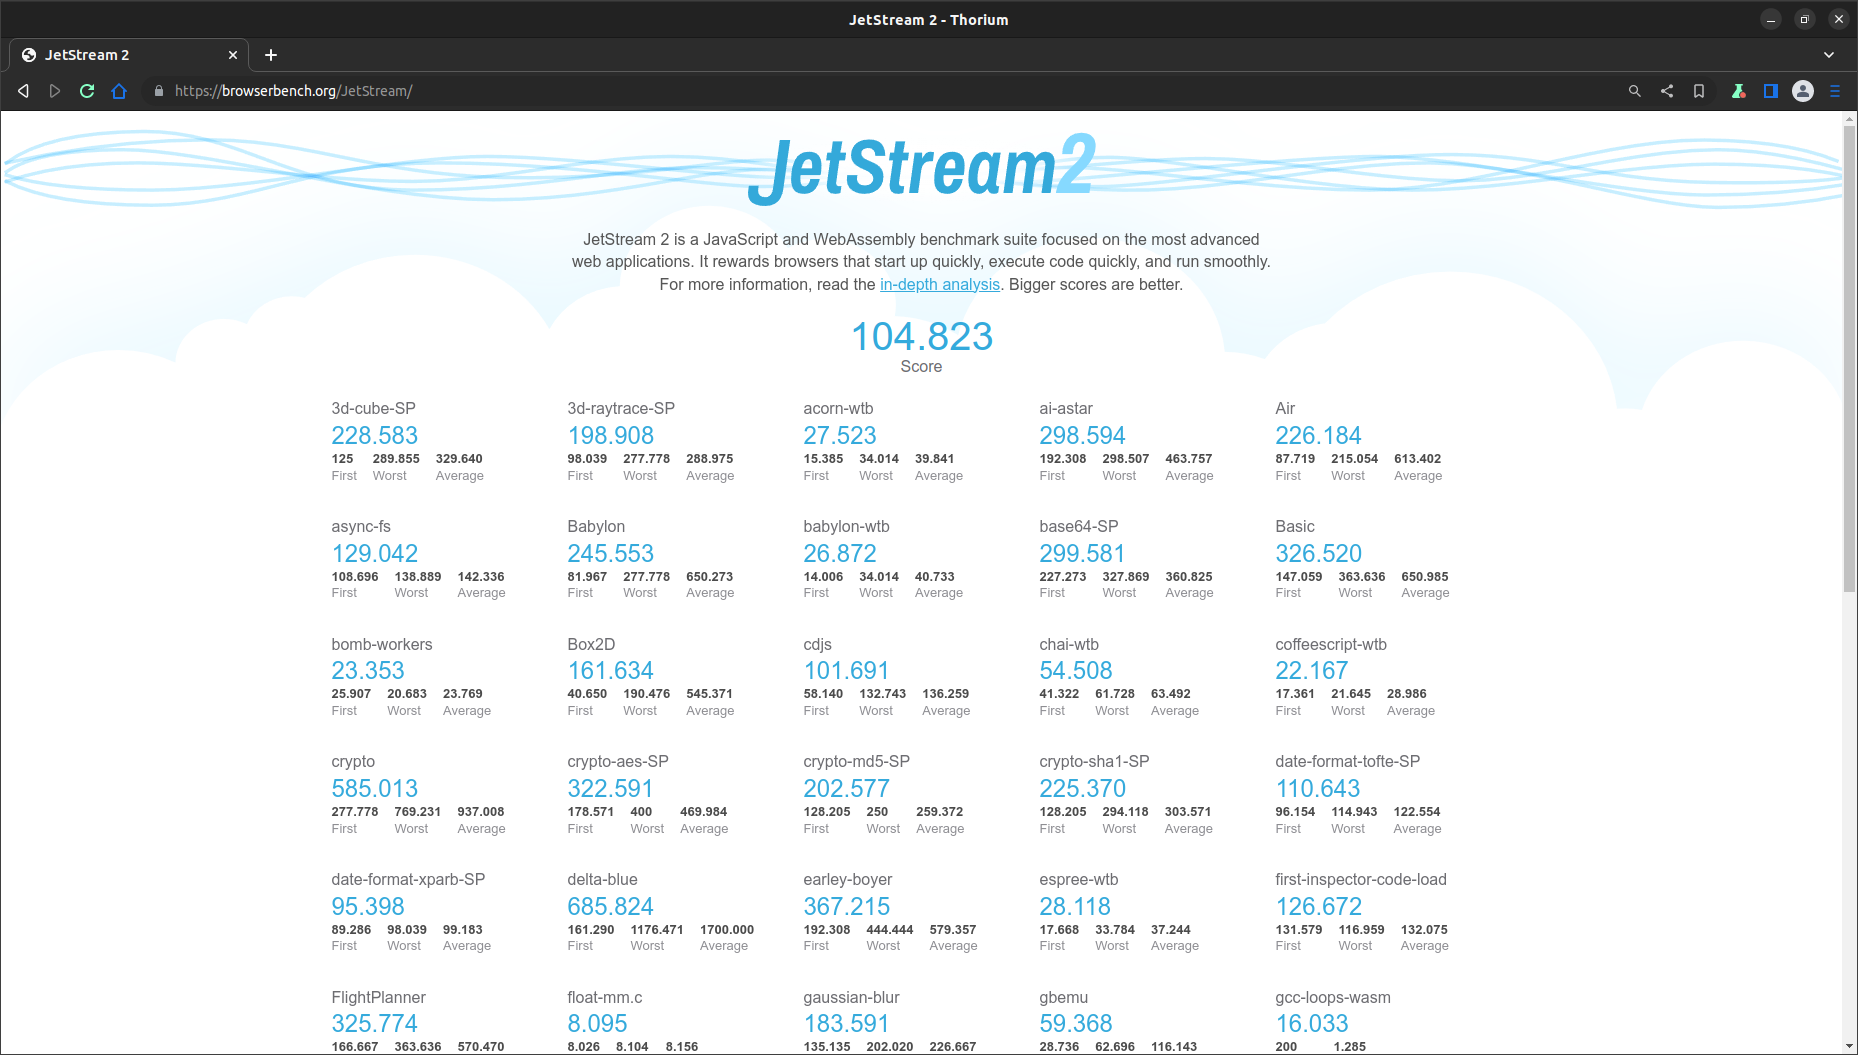 JetStream 2 - Thorium
JetStream 2
https://browserbench.org/JetStream/
JetStream2
JetStream 2 is a JavaScript and WebAssembly benchmark suite focused on the most advanced
web applications. It rewards browsers that start up quickly, execute code quickly, and run smoothly.
For more information, read the in-depth analysis. Bigger scores are better.
104.823
Score
3d-cube-SP 3d-raytrace-SP acorn-wtb ai-astar Air
228.583 198.908 27.523 298.594 226.184
125 289.855 329.640 98.039 277.778 288.975 15.385 34.014 39.841 192.308 298.507 463.757 87.719 215.054 613.402
First Worst Average First Worst Average First Worst Average First Worst Average First Worst Average
async-fs Babylon babylon-wtb base64-SP Basic
129.042 245.553 26.872 299.581 326.520
108.696 138.889 142.336 81.967 277.778 650.273 14.006 34.014 40.733 227.273 327.869 360.825 147.059 363.636 650.985
First Worst Average First Worst Average First Worst Average First Worst Average First Worst Average
bomb-workers Box2D cdjs chai-wtb coffeescript-wtb
23.353 161.634 101.691 54.508 22.167
25.907 20.683 23.769 40.650 190.476 545.371 58.140 132.743 136.259 41.322 61.728 63.492 17.361 21.645 28.986
First Worst Average First Worst Average First Worst Average First Worst Average First Worst Average
crypto crypto-aes-SP crypto-md5-SP crypto-sha1-SP date-format-tofte-SP
585.013 322.591 202.577 225.370 110.643
277.778 769.231 937.008 178.571 400 469.984 128.205 250 259.372 128.205 294.118 303.571 96.154 114.943 122.554
First Worst Average First Worst Average First Worst Average First Worst Average First Worst Average
date-format-xparb-SP delta-blue earley-boyer espree-wtb first-inspector-code-load
95.398 685.824 367.215 28.118 126.672
89.286 98.039 99.183 161.290 1176.471 1700.000 192.308 444.444 579.357 17.668 33.784 37.244 131.579 116.959 132.075
First Worst Average First Worst Average First Worst Average First Worst Average First Worst Average
FlightPlanner float-mm.c gaussian-blur gbemu gcc-loops-wasm
325.774 8.095 183.591 59.368 16.033
166.667 363.636 570.470 8.026 8.104 8.156 135.135 202.020 226.667 28.736 62.696 116.143 200 1.285